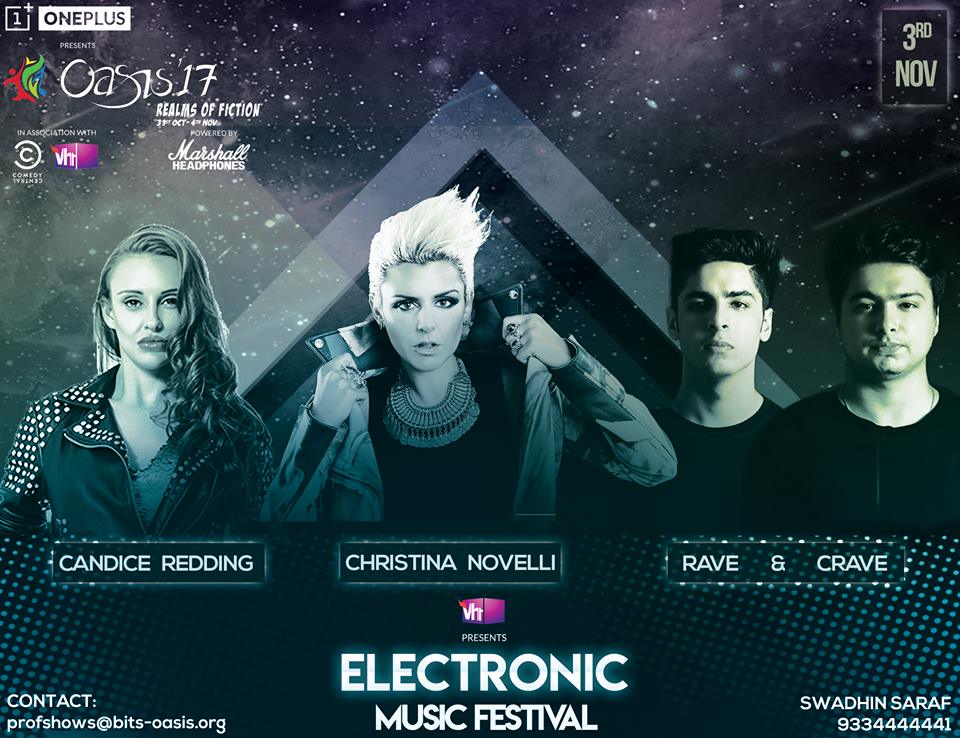 1+ ONEPLUS
PRESENTS
Oasis'17
REALMS OF FICTION
31ST OCT - 4TH NOV
IN ASSOCIATION WITH
POWERED BY
COMEDY
CENTRAL
Vh1
Marshall
HEADPHONES
3RD
NOV
CANDICE REDDING
CHRISTINA NOVELLI
RAVE & CRAVE
Vh1
PRESENTS
ELECTRONIC
MUSIC FESTIVAL
CONTACT:
profshows@bits-oasis.org
SWADHIN SARAF
9334444441